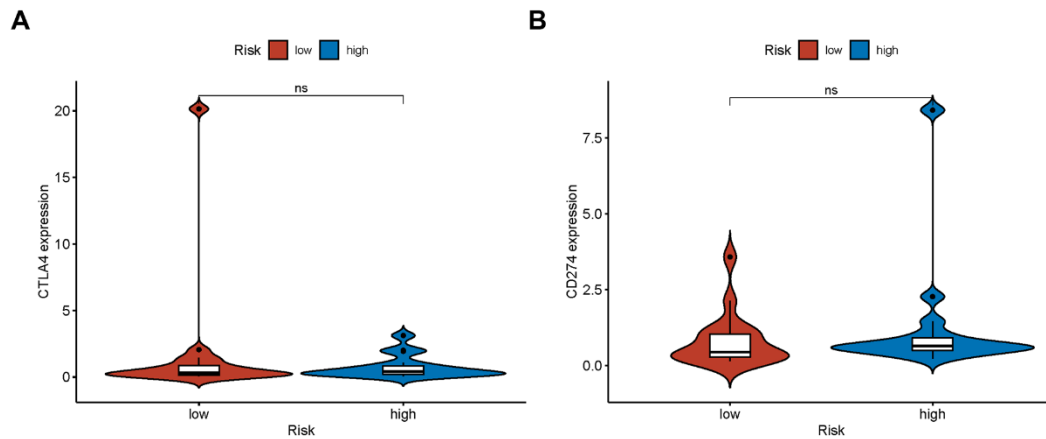 A
Risk low high
ns
20
15
10
5
0
CTLA4 expression
low high
Risk
B
Risk low high
ns
7.5
5.0
2.5
0.0
CD274 expression
low high
Risk